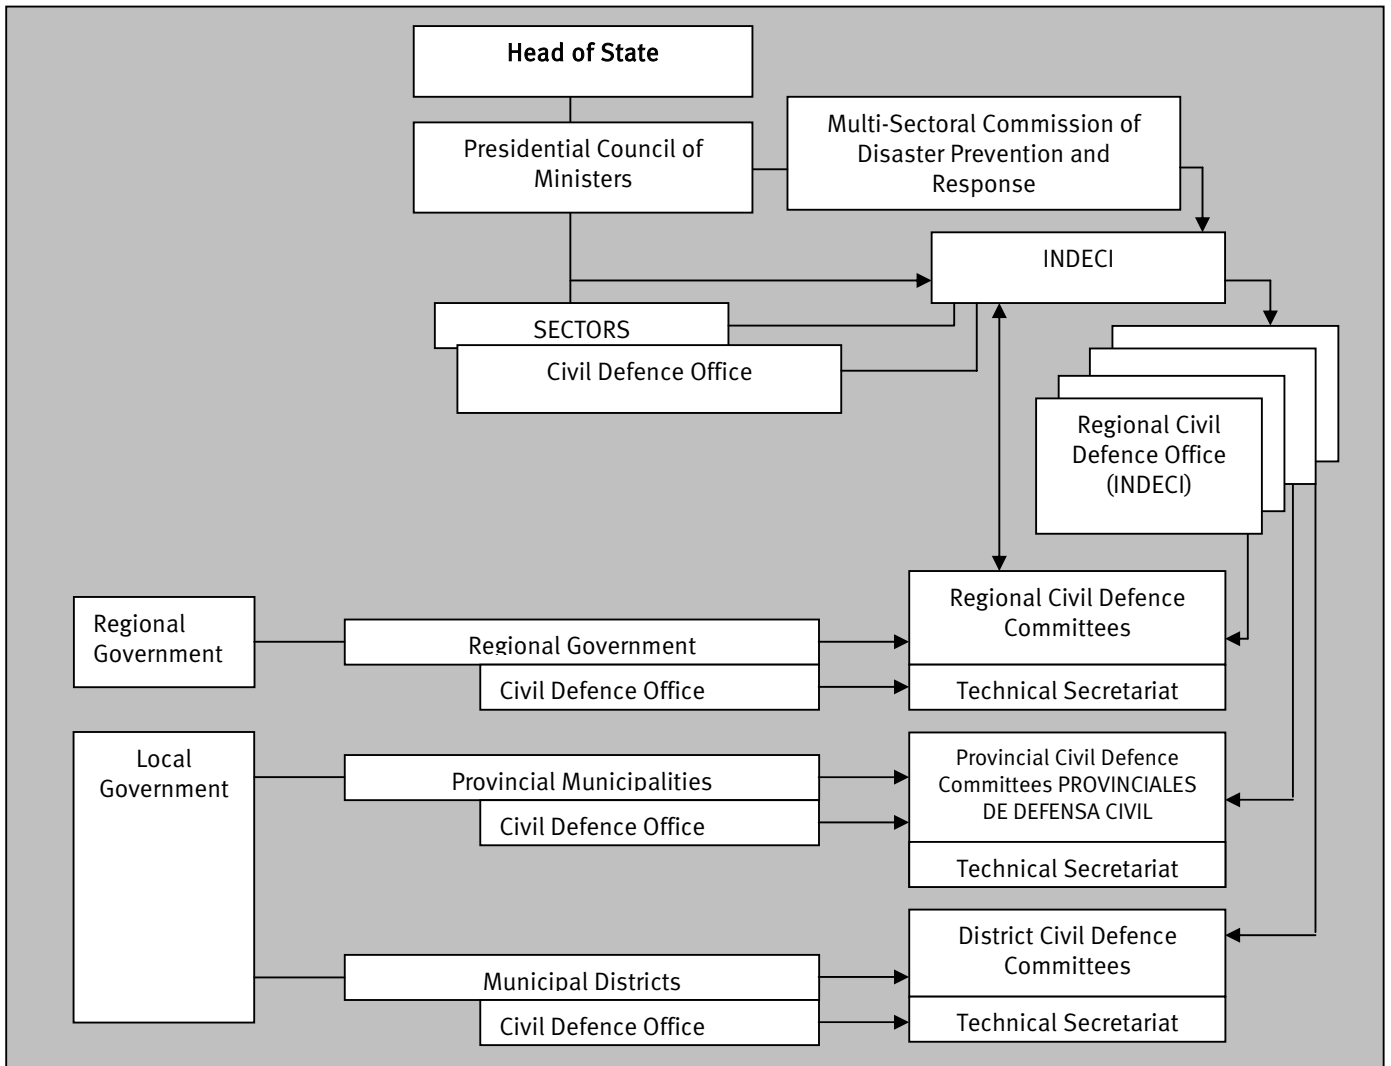 Head of State
Presidential Council of
Ministers
Multi-Sectoral Commission of
Disaster Prevention and
Response
INDECI
SECTORS
Civil Defence Office
Regional Civil
Defence Office
(INDECI)
Regional
Government
Regional Government
Civil Defence Office
Regional Civil Defence
Committees
Technical Secretariat
Local
Government
Provincial Municipalities
Civil Defence Office
Provincial Civil Defence
Committees PROVINCIALES
DE DEFENSA CIVIL
Technical Secretariat
Municipal Districts
Civil Defence Office
District Civil Defence
Committees
Technical Secretariat